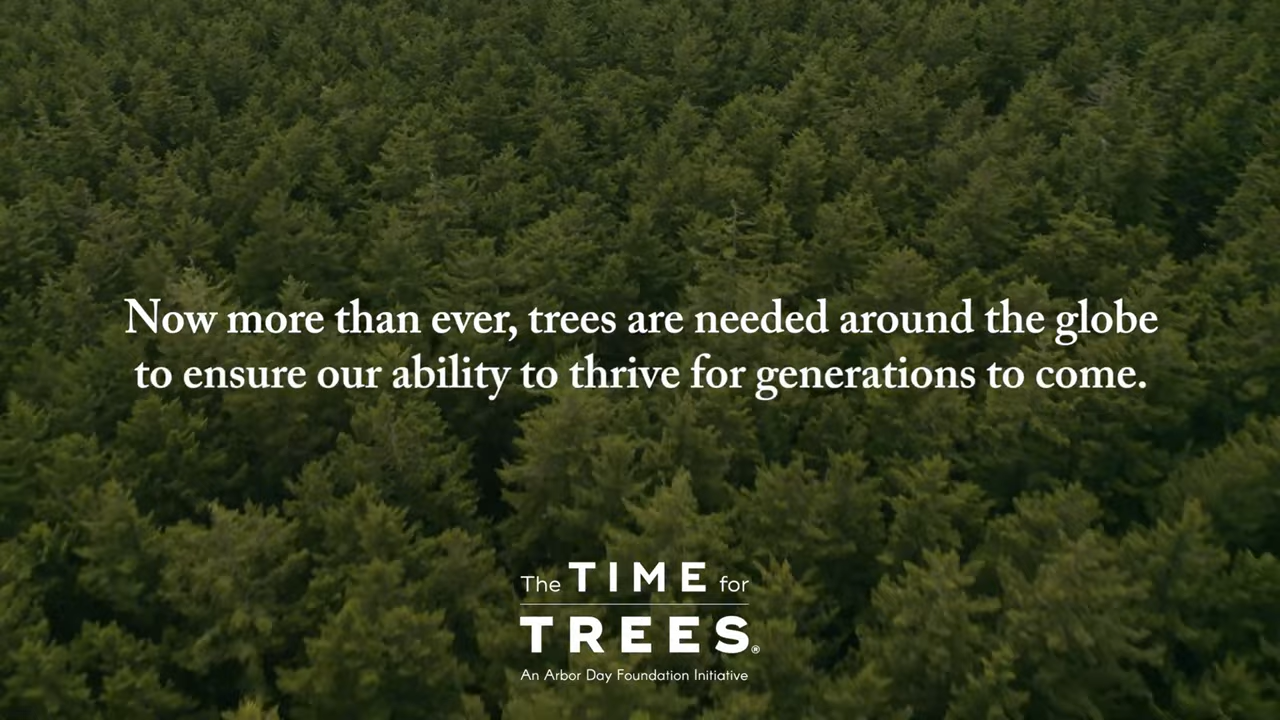 Now more than ever, trees are needed around the globe
to ensure our ability to thrive for generations to come.
The TIME for
TREES®
An Arbor Day Foundation Initiative